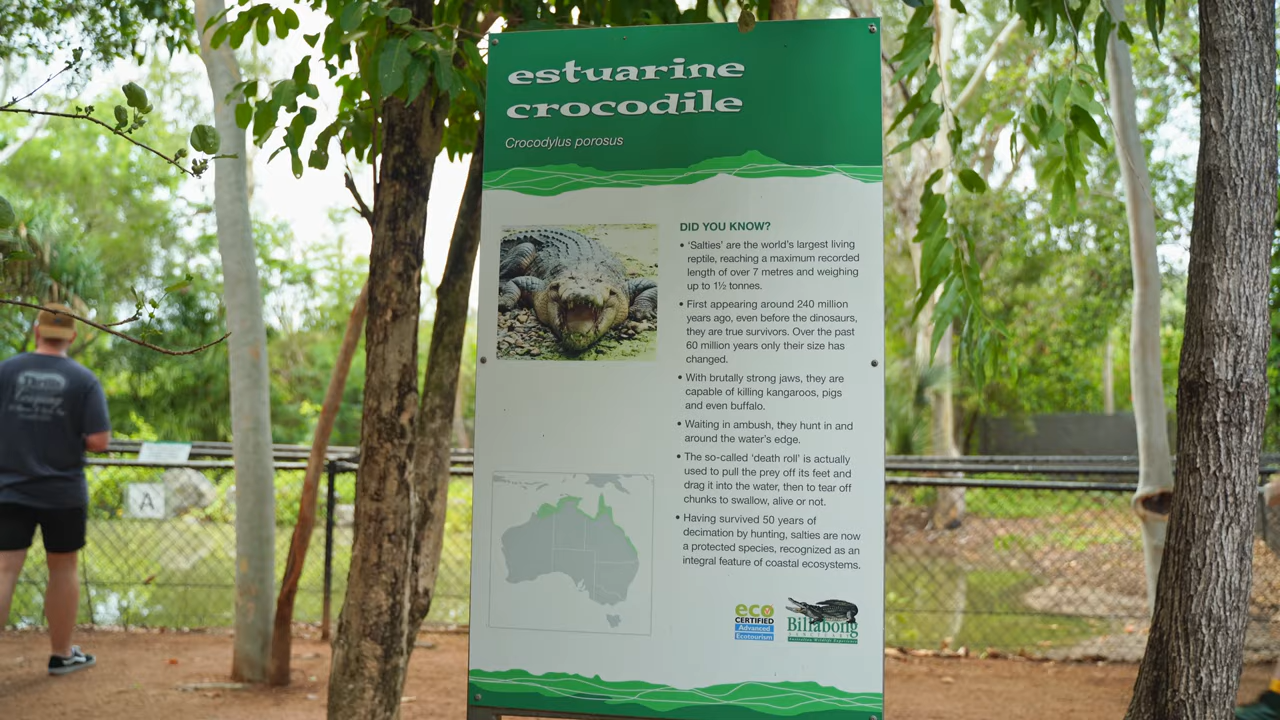 estuarine
crocodile
Crocodylus porosus
DID YOU KNOW?
• 'Salties' are the world's largest living
reptile, reaching a maximum recorded
length of over 7 metres and weighing
up to 1½ tonnes.
• First appearing around 240 million
years ago, even before the dinosaurs,
they are true survivors. Over the past
60 million years only their size has
changed.
• With brutally strong jaws, they are
capable of killing kangaroos, pigs
and even buffalo.
• Waiting in ambush, they hunt in and
around the water's edge.
• The so-called 'death roll' is actually
used to pull the prey off its feet and
drag it into the water, then to tear off
chunks to swallow, alive or not.
• Having survived 50 years of
decimation by hunting, salties are now
a protected species, recognized as an
integral feature of coastal ecosystems.
eco
CERTIFIED
Advanced
Ecotourism
Billabong
A